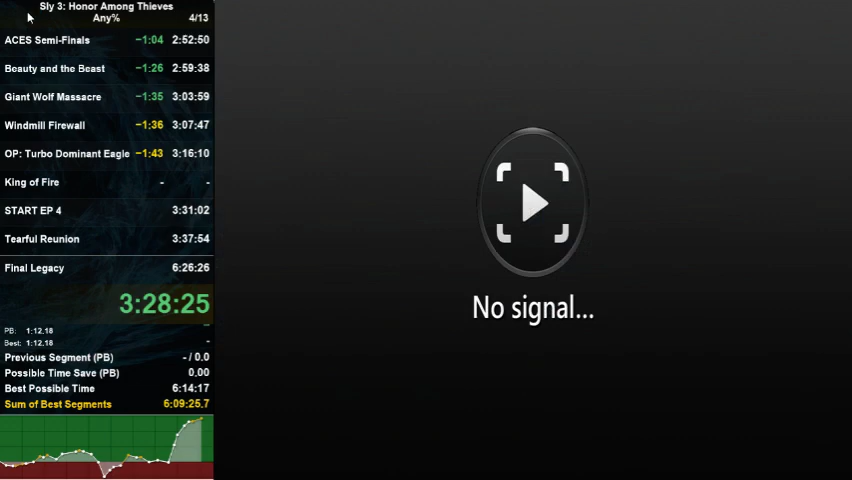 Sly 3: Honor Among Thieves
Any% 4/13
ACES Semi-Finals −1:04 2:52:50
Beauty and the Beast −1:26 2:59:38
Giant Wolf Massacre −1:35 3:03:59
Windmill Firewall −1:36 3:07:47
OP: Turbo Dominant Eagle −1:43 3:16:10
King of Fire - -
START EP 4 3:31:02
Tearful Reunion 3:37:54
Final Legacy 6:26:26
3:28:25
PB: 1:12.18 –
Best: 1:12.18 -
Previous Segment (PB) - / 0.0
Possible Time Save (PB) 0,00
Best Possible Time 6:14:17
Sum of Best Segments 6:09:25.7
No signal...